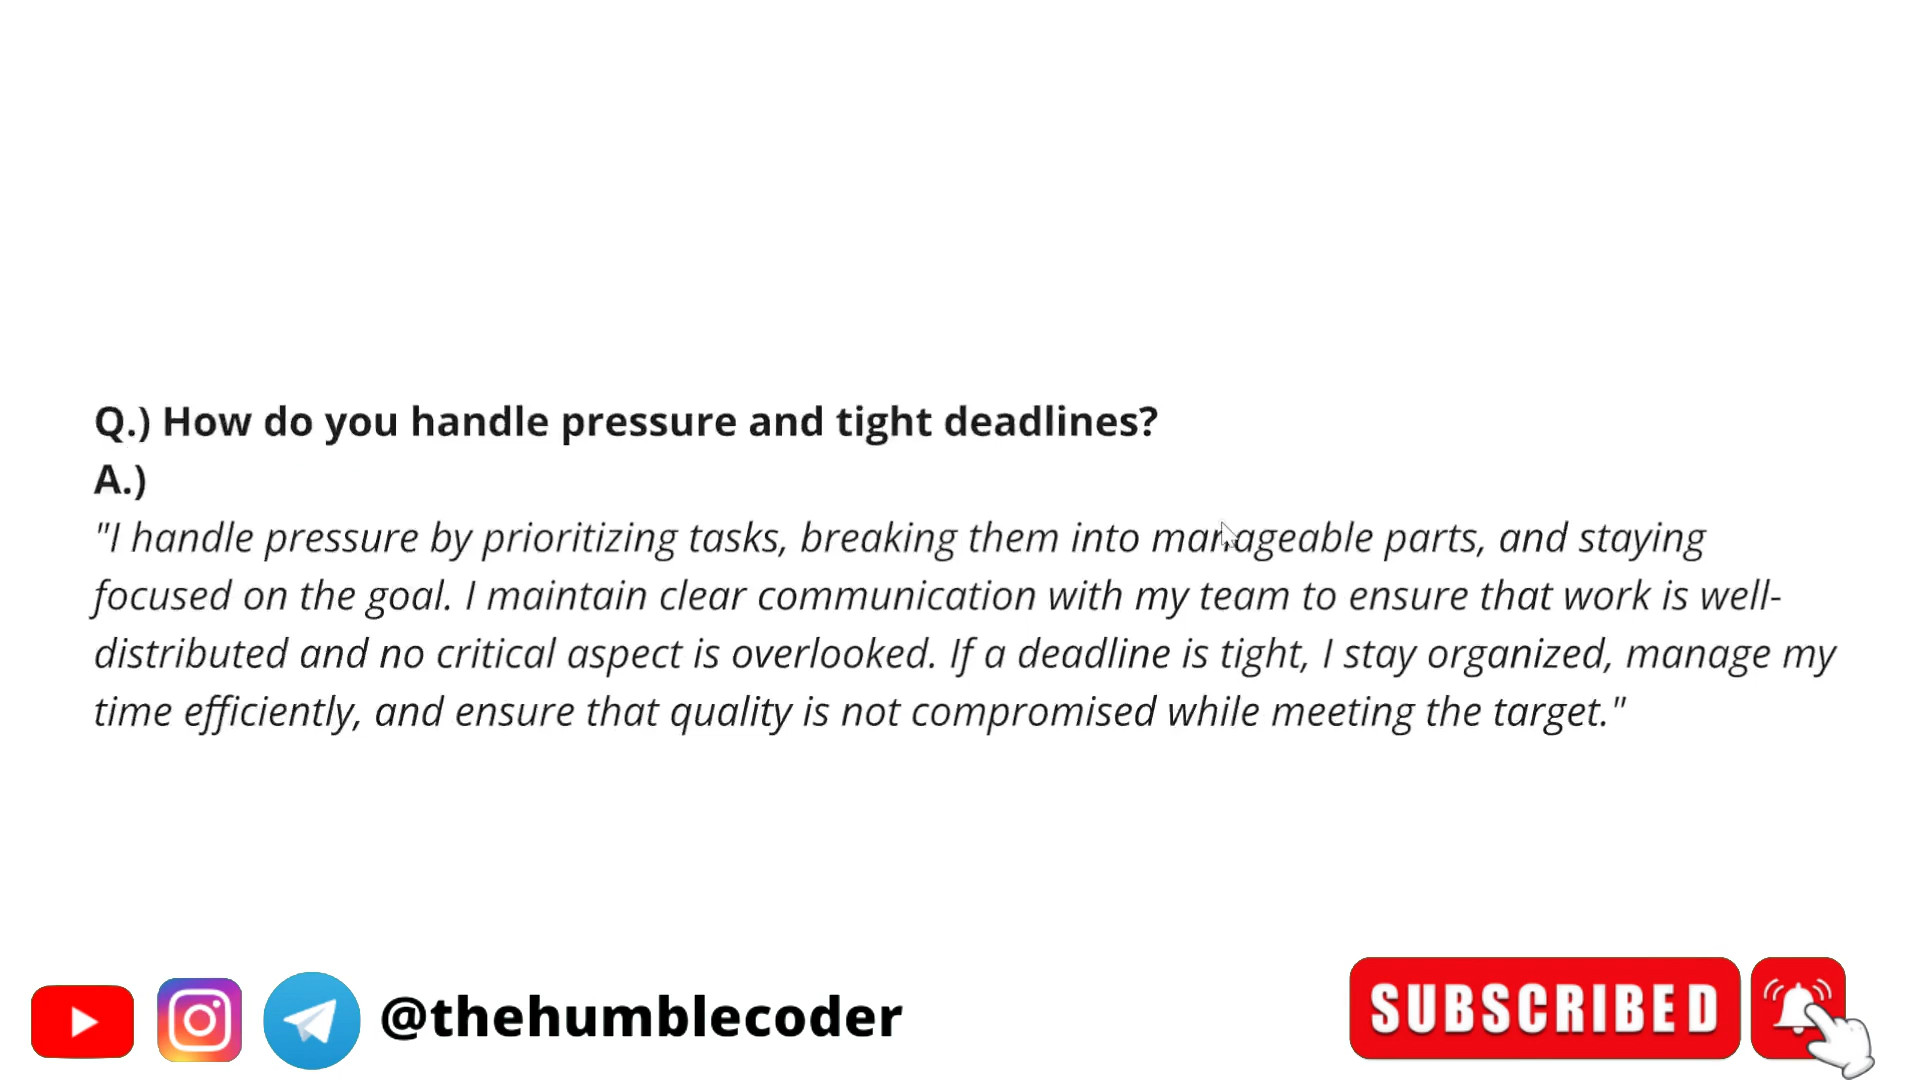 Q.) How do you handle pressure and tight deadlines?
A.)
"I handle pressure by prioritizing tasks, breaking them into manageable parts, and staying
focused on the goal. I maintain clear communication with my team to ensure that work is well-
distributed and no critical aspect is overlooked. If a deadline is tight, I stay organized, manage my
time efficiently, and ensure that quality is not compromised while meeting the target."
@thehumblecoder
SUBSCRIBED